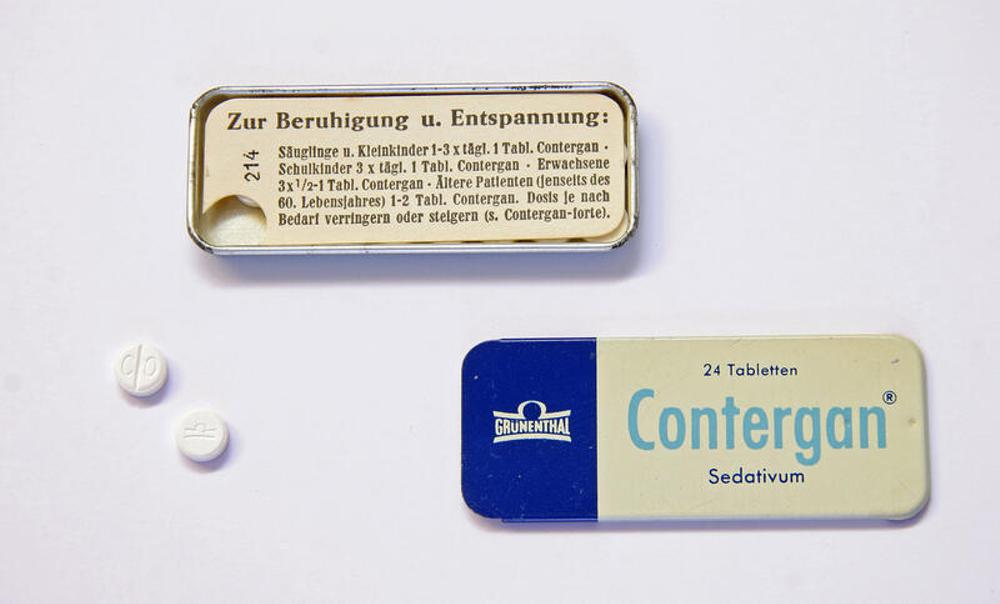 Zur Beruhigung u. Entspannung:
214
Säuglinge u. Kleinkinder 1-3 x tägl. 1 Tabl. Contergan ·
Schulkinder 3 x tägl. 1 Tabl. Contergan · Erwachsene
3x1/2-1 Tabl. Contergan · Ältere Patienten (jenseits des
60. Lebensjahres) 1-2 Tabl. Contergan. Dosis je nach
Bedarf verringern oder steigern (s. Contergan-forte).
C O
24 Tabletten
Contergan®
GRÜNENTHAL
Sedativum